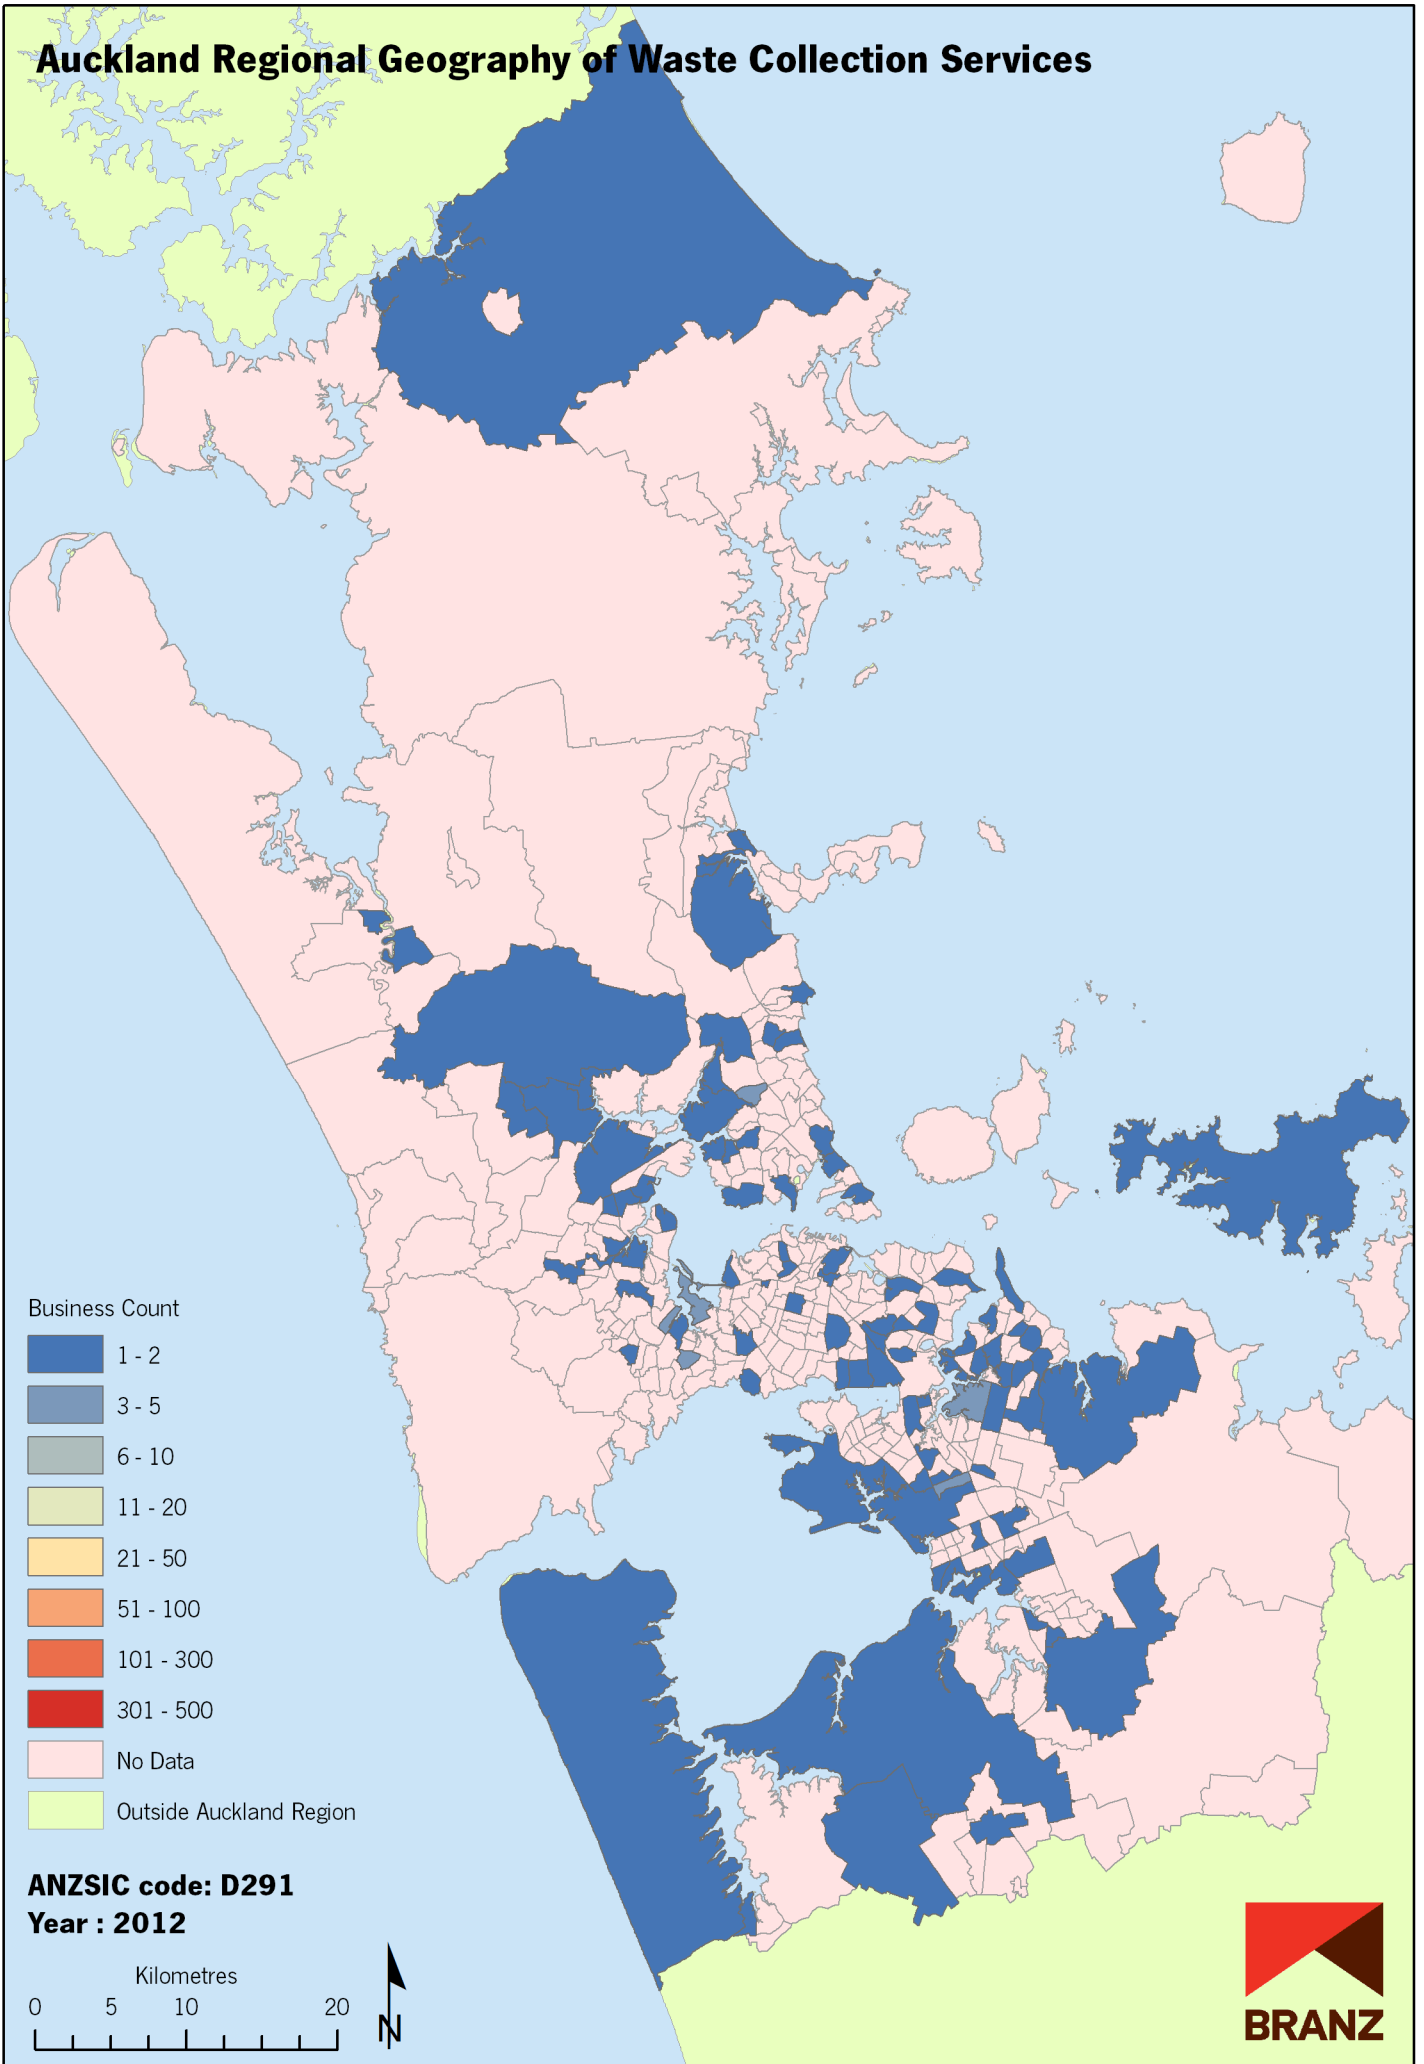 Auckland Regional Geography of Waste Collection Services
Business Count
1 - 2
3 - 5
6 - 10
11 - 20
21 - 50
51 - 100
101 - 300
301 - 500
No Data
Outside Auckland Region
ANZSIC code: D291
Year : 2012
Kilometres
0 5 10 20
N
BRANZ